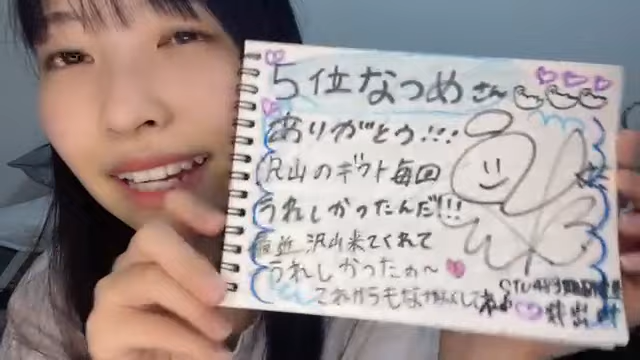 5位なつめさん
ありがとう!!!
沢山のギフト毎回
うれしかったんだ!!!
最近 沢山来てくれて
うれしかったカ〜
これからもなかよくしてね
STU48